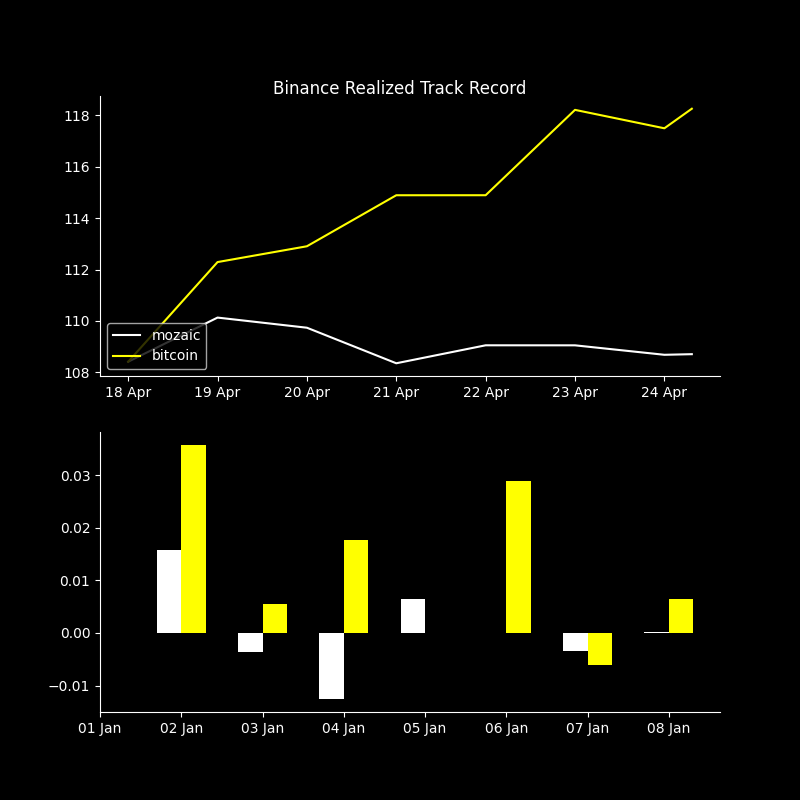 Binance Realized Track Record
118
116
114
112
110
108
mozaic
bitcoin
18 Apr 19 Apr 20 Apr 21 Apr 22 Apr 23 Apr 24 Apr
0.03
0.02
0.01
0.00
−0.01
01 Jan 02 Jan 03 Jan 04 Jan 05 Jan 06 Jan 07 Jan 08 Jan